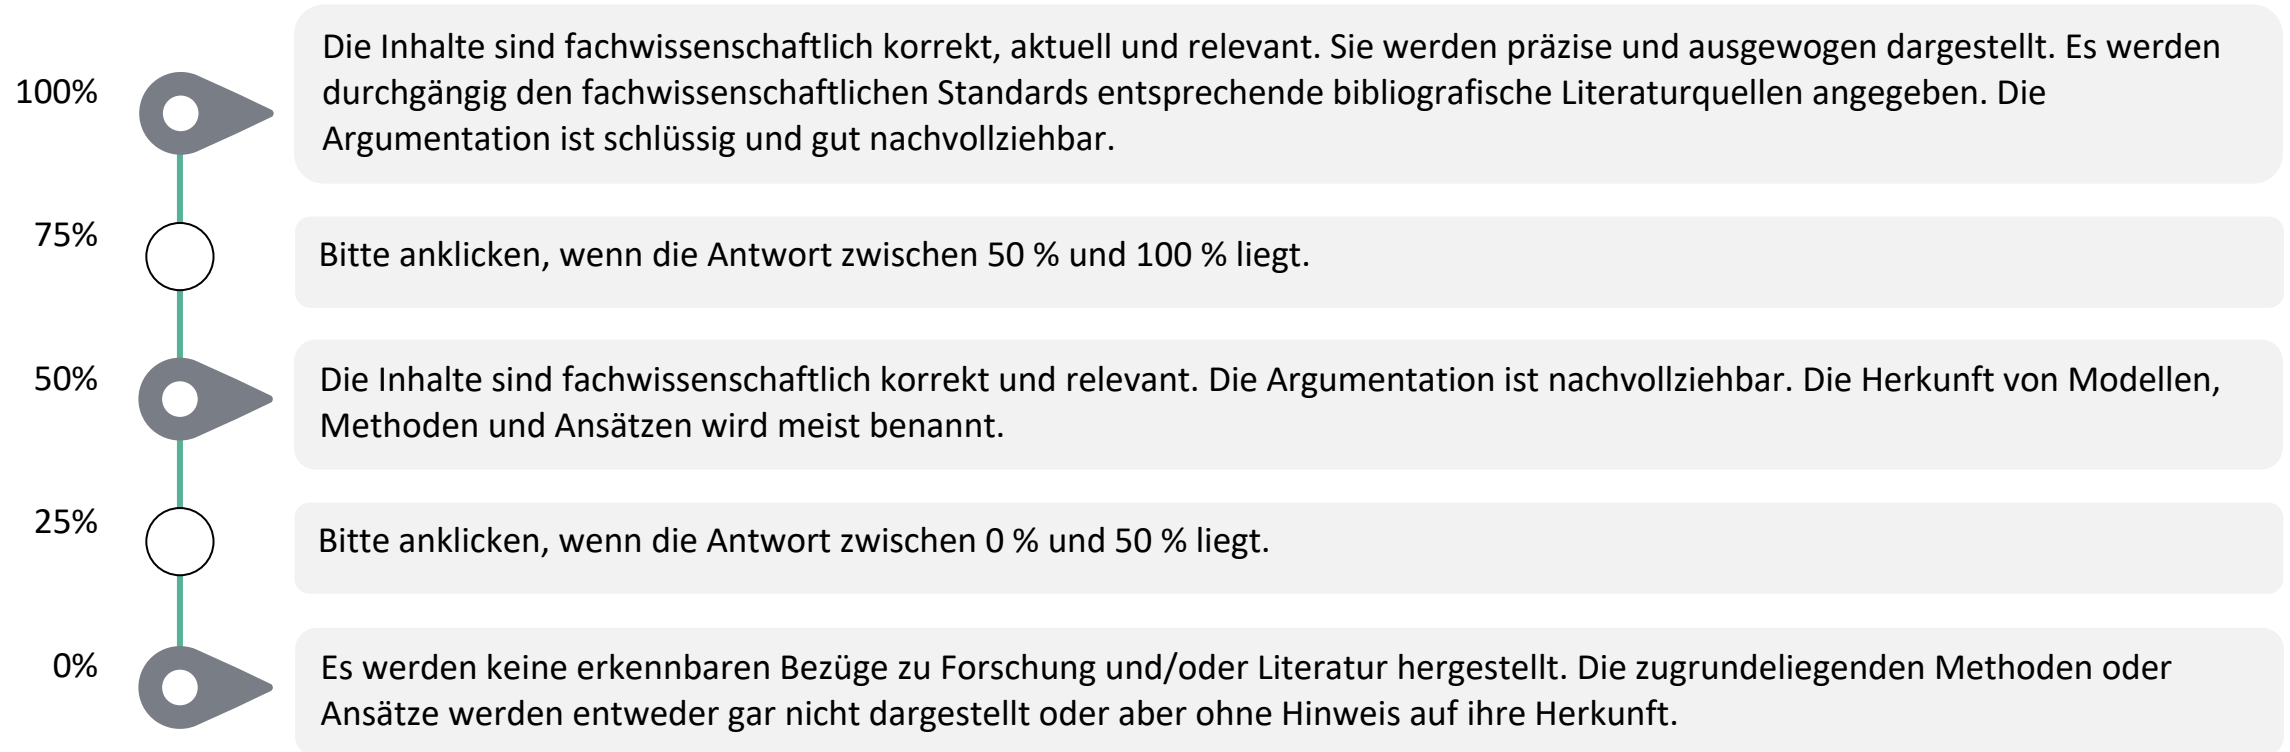 100%
Die Inhalte sind fachwissenschaftlich korrekt, aktuell und relevant. Sie werden präzise und ausgewogen dargestellt. Es werden
durchgängig den fachwissenschaftlichen Standards entsprechende bibliografische Literaturquellen angegeben. Die
Argumentation ist schlüssig und gut nachvollziehbar.
75%
Bitte anklicken, wenn die Antwort zwischen 50 % und 100 % liegt.
50%
Die Inhalte sind fachwissenschaftlich korrekt und relevant. Die Argumentation ist nachvollziehbar. Die Herkunft von Modellen,
Methoden und Ansätzen wird meist benannt.
25%
Bitte anklicken, wenn die Antwort zwischen 0 % und 50 % liegt.
0%
Es werden keine erkennbaren Bezüge zu Forschung und/oder Literatur hergestellt. Die zugrundeliegenden Methoden oder
Ansätze werden entweder gar nicht dargestellt oder aber ohne Hinweis auf ihre Herkunft.